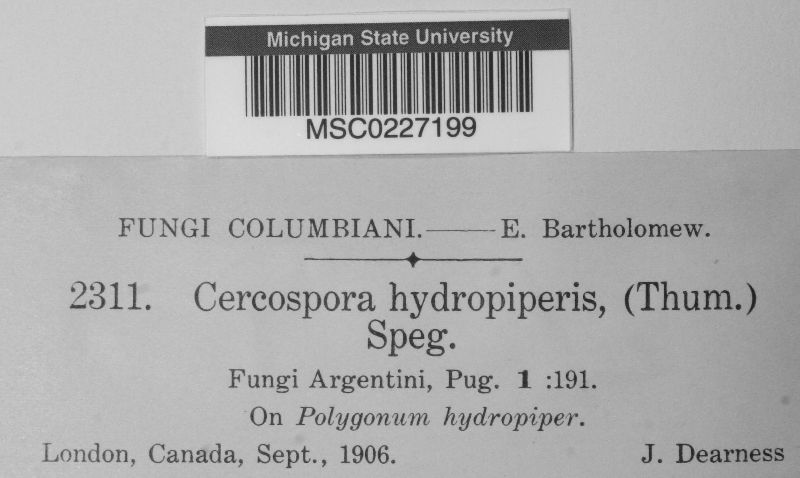 Michigan State University
MSC0227199
FUNGI COLUMBIANI.——E. Bartholomew.
2311. Cercospora hydropiperis, (Thum.)
Speg.
Fungi Argentini, Pug. 1 :191.
On Polygonum hydropiper.
London, Canada, Sept., 1906. J. Dearness